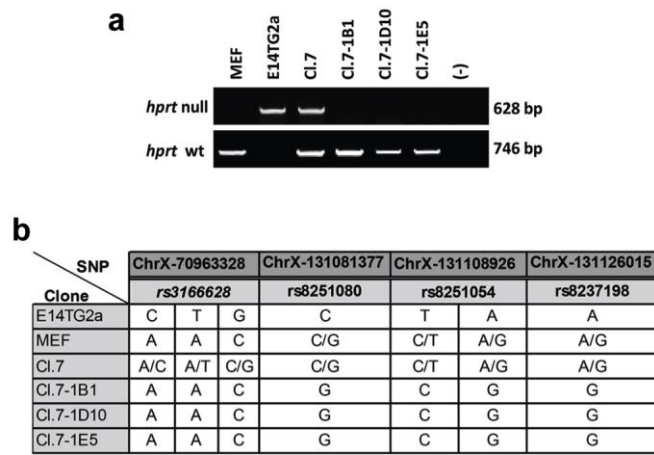 a
MEF E14TG2a Cl.7 Cl.7-1B1 Cl.7-1D10 Cl.7-1E5 (-)
hprt null 628 bp
hprt wt 746 bp
b
SNP Clone ChrX-70963328 ChrX-131081377 ChrX-131108926 ChrX-131126015
rs3166628 rs8251080 rs8251054 rs8237198
E14TG2a C T G C T A A
MEF A A C C/G C/T A/G A/G
Cl.7 A/C A/T C/G C/G C/T A/G A/G
Cl.7-1B1 A A C G C G G
Cl.7-1D10 A A C G C G G
Cl.7-1E5 A A C G C G G